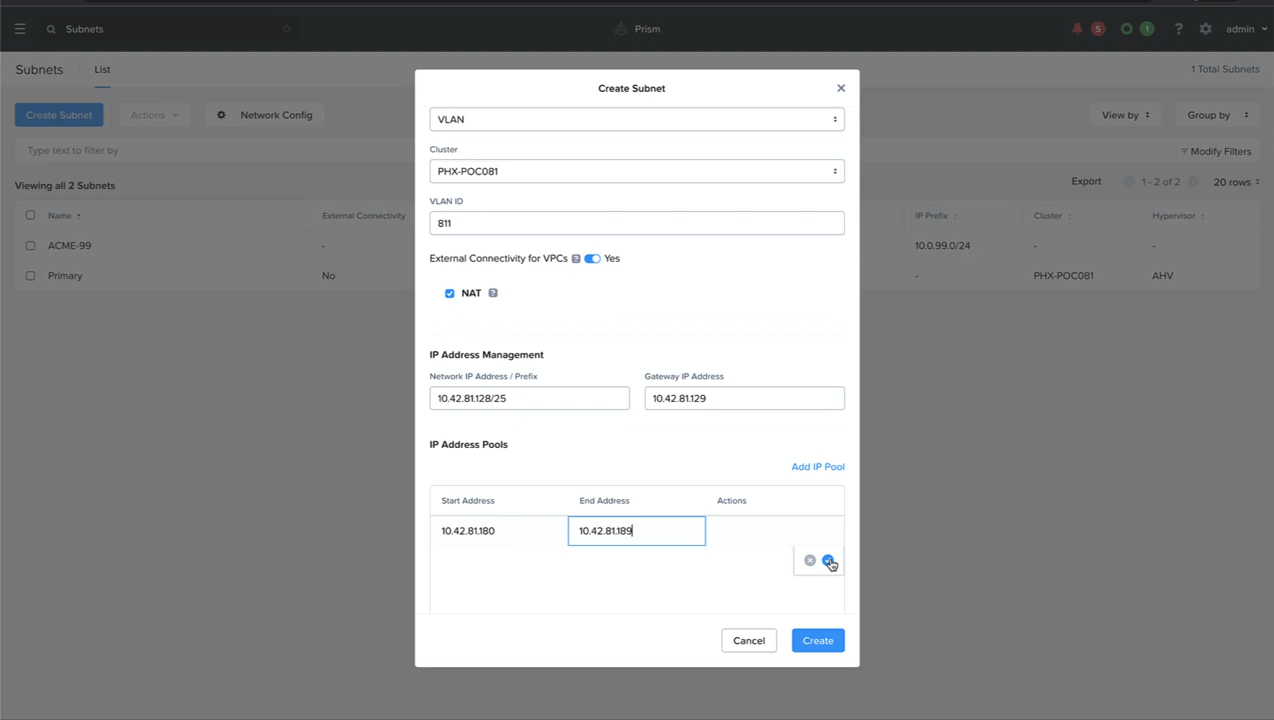 Subnets
Prism
5
1
?
admin
Subnets
List
1 Total Subnets
Create Subnet
Actions
Network Config
View by
Group by
Type text to filter by
Modify Filters
Viewing all 2 Subnets
Export
1 - 2 of 2
20 rows
Name
External Connectivity
IP Prefix
Cluster
Hypervisor
ACME-99
-
10.0.99.0/24
-
-
Primary
No
-
PHX-POC081
AHV
Create Subnet
VLAN
Cluster
PHX-POC081
VLAN ID
811
External Connectivity for VPCs ? Yes
NAT ?
IP Address Management
Network IP Address / Prefix
Gateway IP Address
10.42.81.128/25
10.42.81.129
IP Address Pools
Add IP Pool
Start Address
End Address
Actions
10.42.81.180
10.42.81.189
Cancel
Create